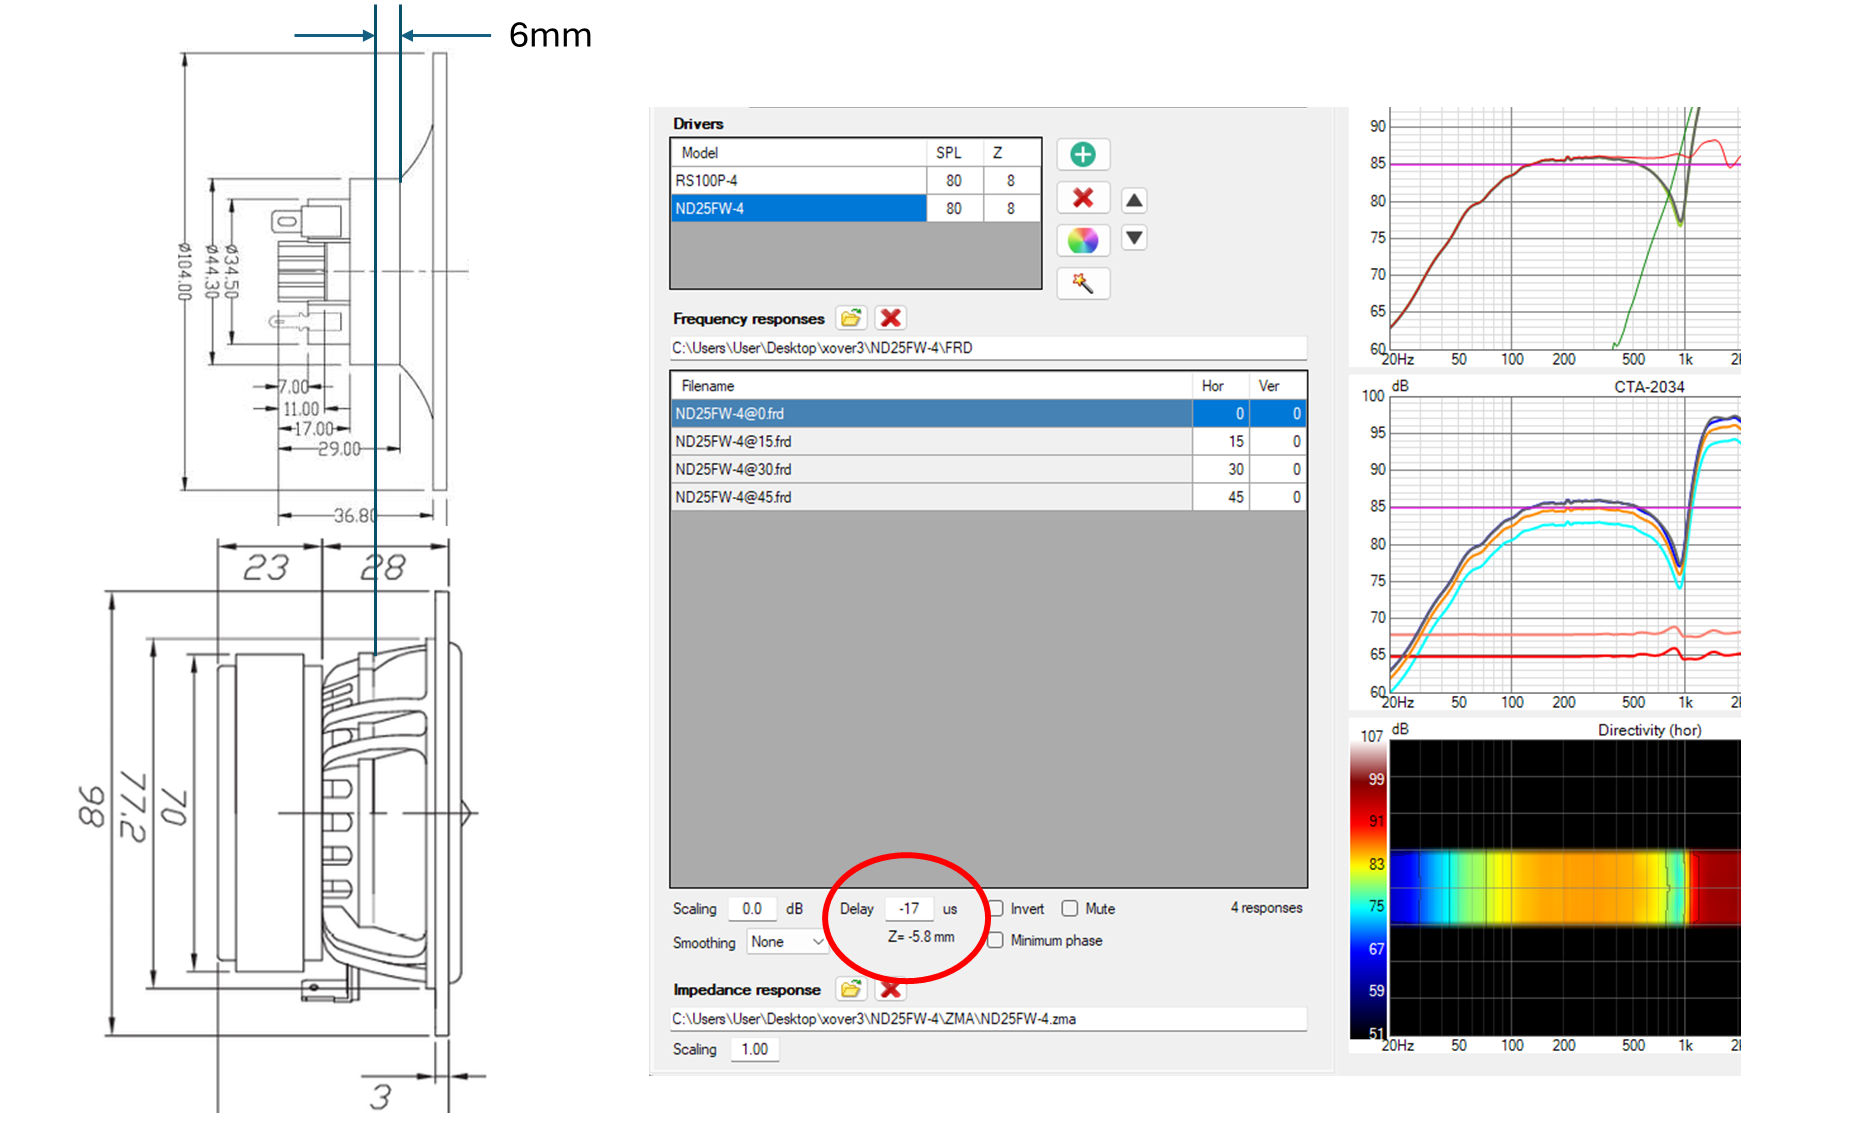 6mm
ø104.00
ø44.30
ø34.50
7.00
11.00
17.00
29.00
36.80
23
28
98
77.2
70
3
Drivers
Model SPL Z
RS100P-4 80 8
ND25FW-4 80 8
Frequency responses
C:\Users\User\Desktop\xover3\ND25FW-4\FRD
Filename Hor Ver
ND25FW-4@0.frd 0 0
ND25FW-4@15.frd 15 0
ND25FW-4@30.frd 30 0
ND25FW-4@45.frd 45 0
Scaling 0.0 dB Delay -17 us Invert Mute 4 responses
Smoothing None Z= -5.8 mm Minimum phase
Impedance response
C:\Users\User\Desktop\xover3\ND25FW-4\ZMA\ND25FW-4.zma
Scaling 1.00
90
85
80
75
70
65
60
20Hz 50 100 200 500 1k
dB CTA-2034
100
95
90
85
80
75
70
65
60
20Hz 50 100 200 500 1k
dB Directivity (hor)
107
99
91
83
75
67
59
51
20Hz 50 100 200 500 1k